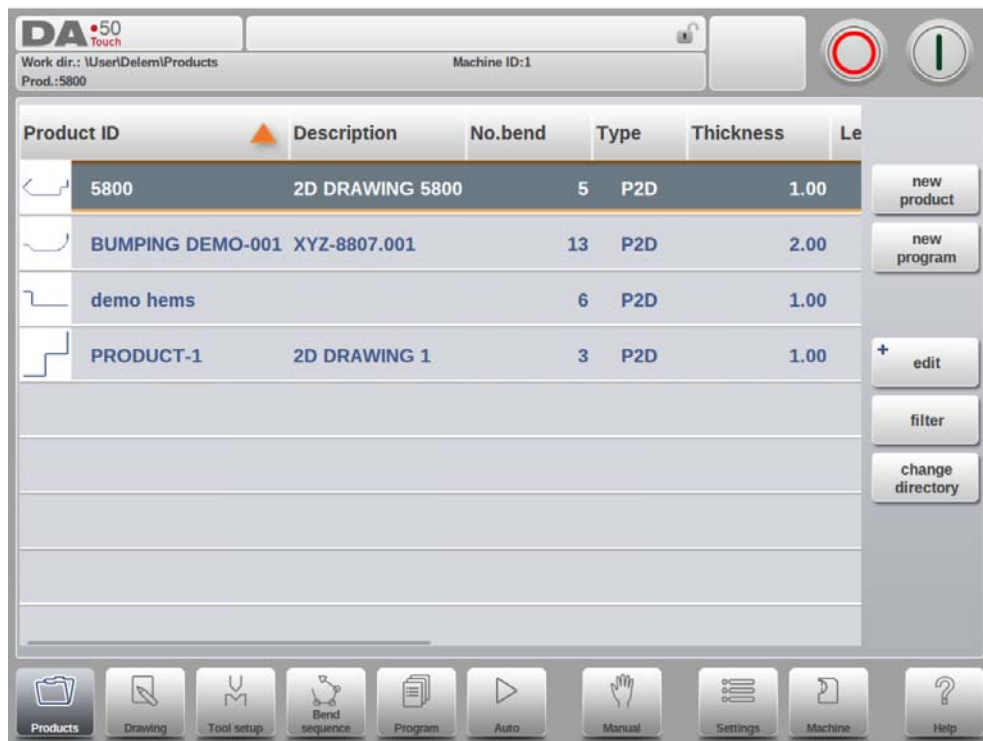 DA•50
Touch
Work dir.: \User\Delem\Products
Machine ID:1
Prod.:5800
Product ID Description No.bend Type Thickness Le
5800 2D DRAWING 5800 5 P2D 1.00
BUMPING DEMO-001 XYZ-8807.001 13 P2D 2.00
demo hems 6 P2D 1.00
PRODUCT-1 2D DRAWING 1 3 P2D 1.00
new
product
new
program
+ edit
filter
change
directory
Products Drawing Tool setup Bend
sequence Program Auto Manual Settings Machine Help